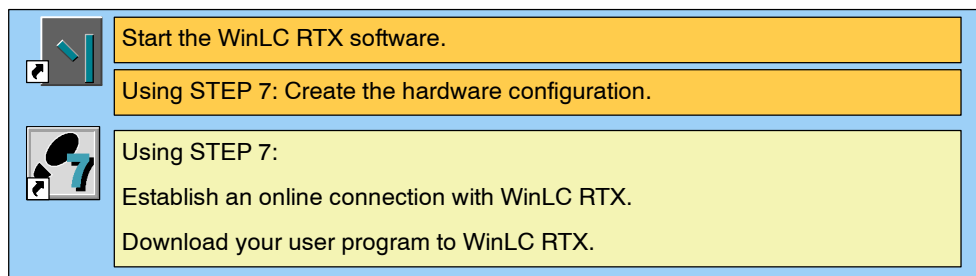 Start the WinLC RTX software.
Using STEP 7: Create the hardware configuration.
7
Using STEP 7:
Establish an online connection with WinLC RTX.
Download your user program to WinLC RTX.